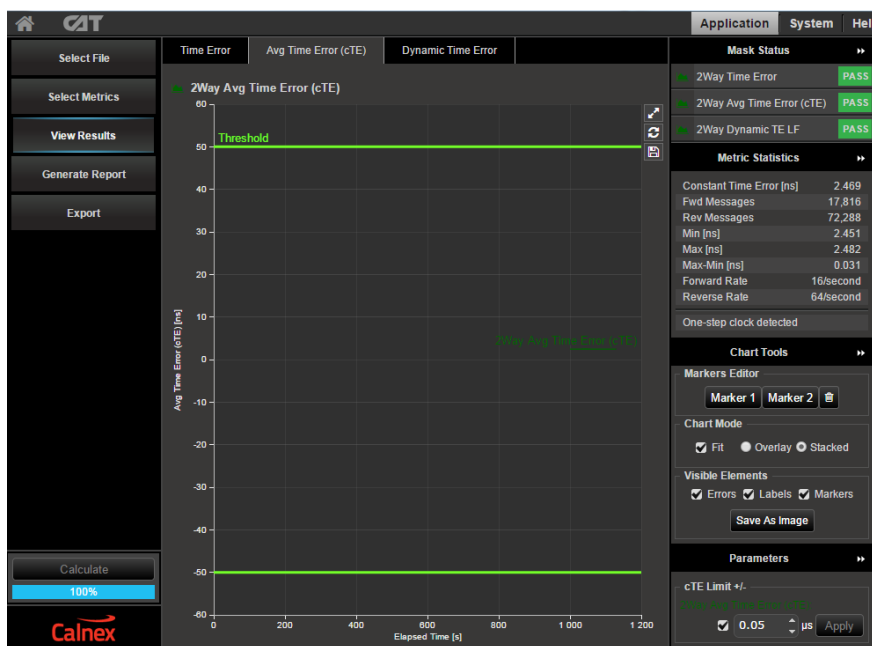 CAT
Application System Hel
Select File
Select Metrics
View Results
Generate Report
Export
Calculate
100%
Calnex
Time Error Avg Time Error (cTE) Dynamic Time Error
2Way Avg Time Error (cTE)
Threshold
60
50
40
30
20
10
0
-10
-20
-30
-40
-50
-60
Avg Time Error (cTE) [ns]
2Way Avg Time Error (cTE)
0 200 400 600 800 1 000 1 200
Elapsed Time [s]
Mask Status
2Way Time Error PASS
2Way Avg Time Error (cTE) PASS
2Way Dynamic TE LF PASS
Metric Statistics
Constant Time Error [ns] 2.469
Fwd Messages 17,816
Rev Messages 72,288
Min [ns] 2.451
Max [ns] 2.482
Max-Min [ns] 0.031
Forward Rate 16/second
Reverse Rate 64/second
One-step clock detected
Chart Tools
Markers Editor
Marker 1 Marker 2
Chart Mode
Fit Overlay Stacked
Visible Elements
Errors Labels Markers
Save As Image
Parameters
cTE Limit +/-
2Way Avg Time Error (cTE)
0.05 µs Apply